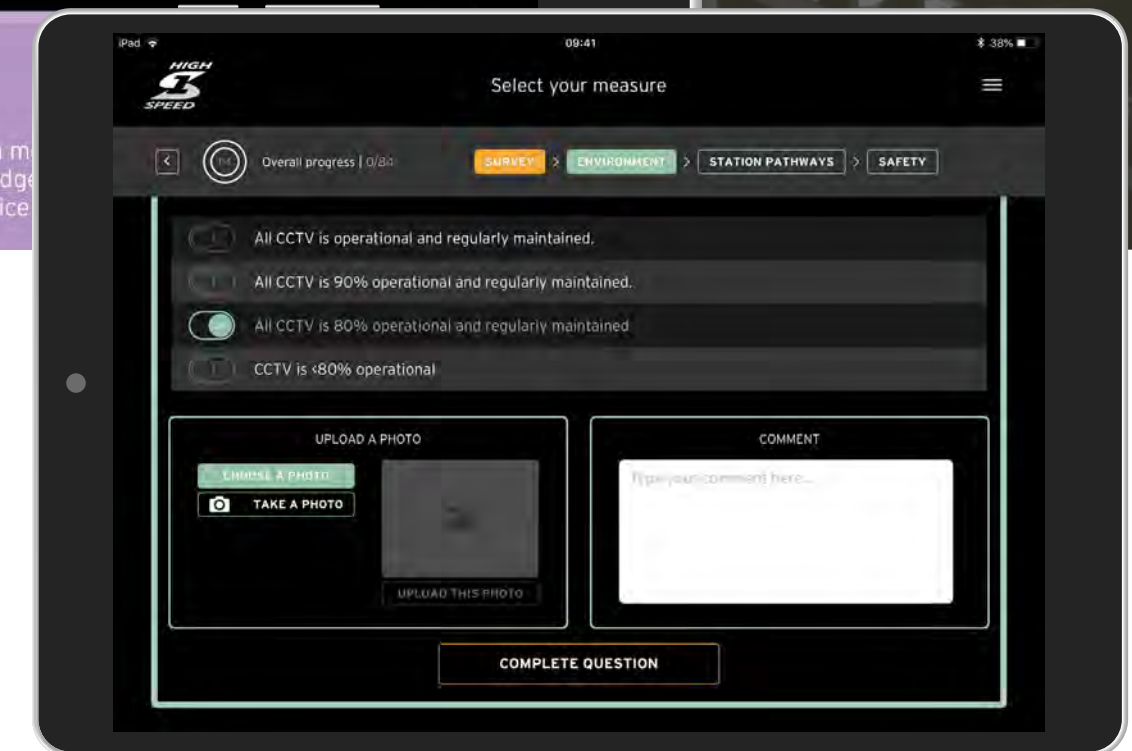 iPad
09:41
38%
HIGH
1
SPEED
Select your measure
Overall progress | 0/84
SURVEY > ENVIRONMENT > STATION PATHWAYS > SAFETY
All CCTV is operational and regularly maintained.
All CCTV is 90% operational and regularly maintained.
All CCTV is 80% operational and regularly maintained
CCTV is <80% operational
UPLOAD A PHOTO
CHOOSE A PHOTO
TAKE A PHOTO
UPLOAD THIS PHOTO
COMMENT
Type your comment here...
COMPLETE QUESTION